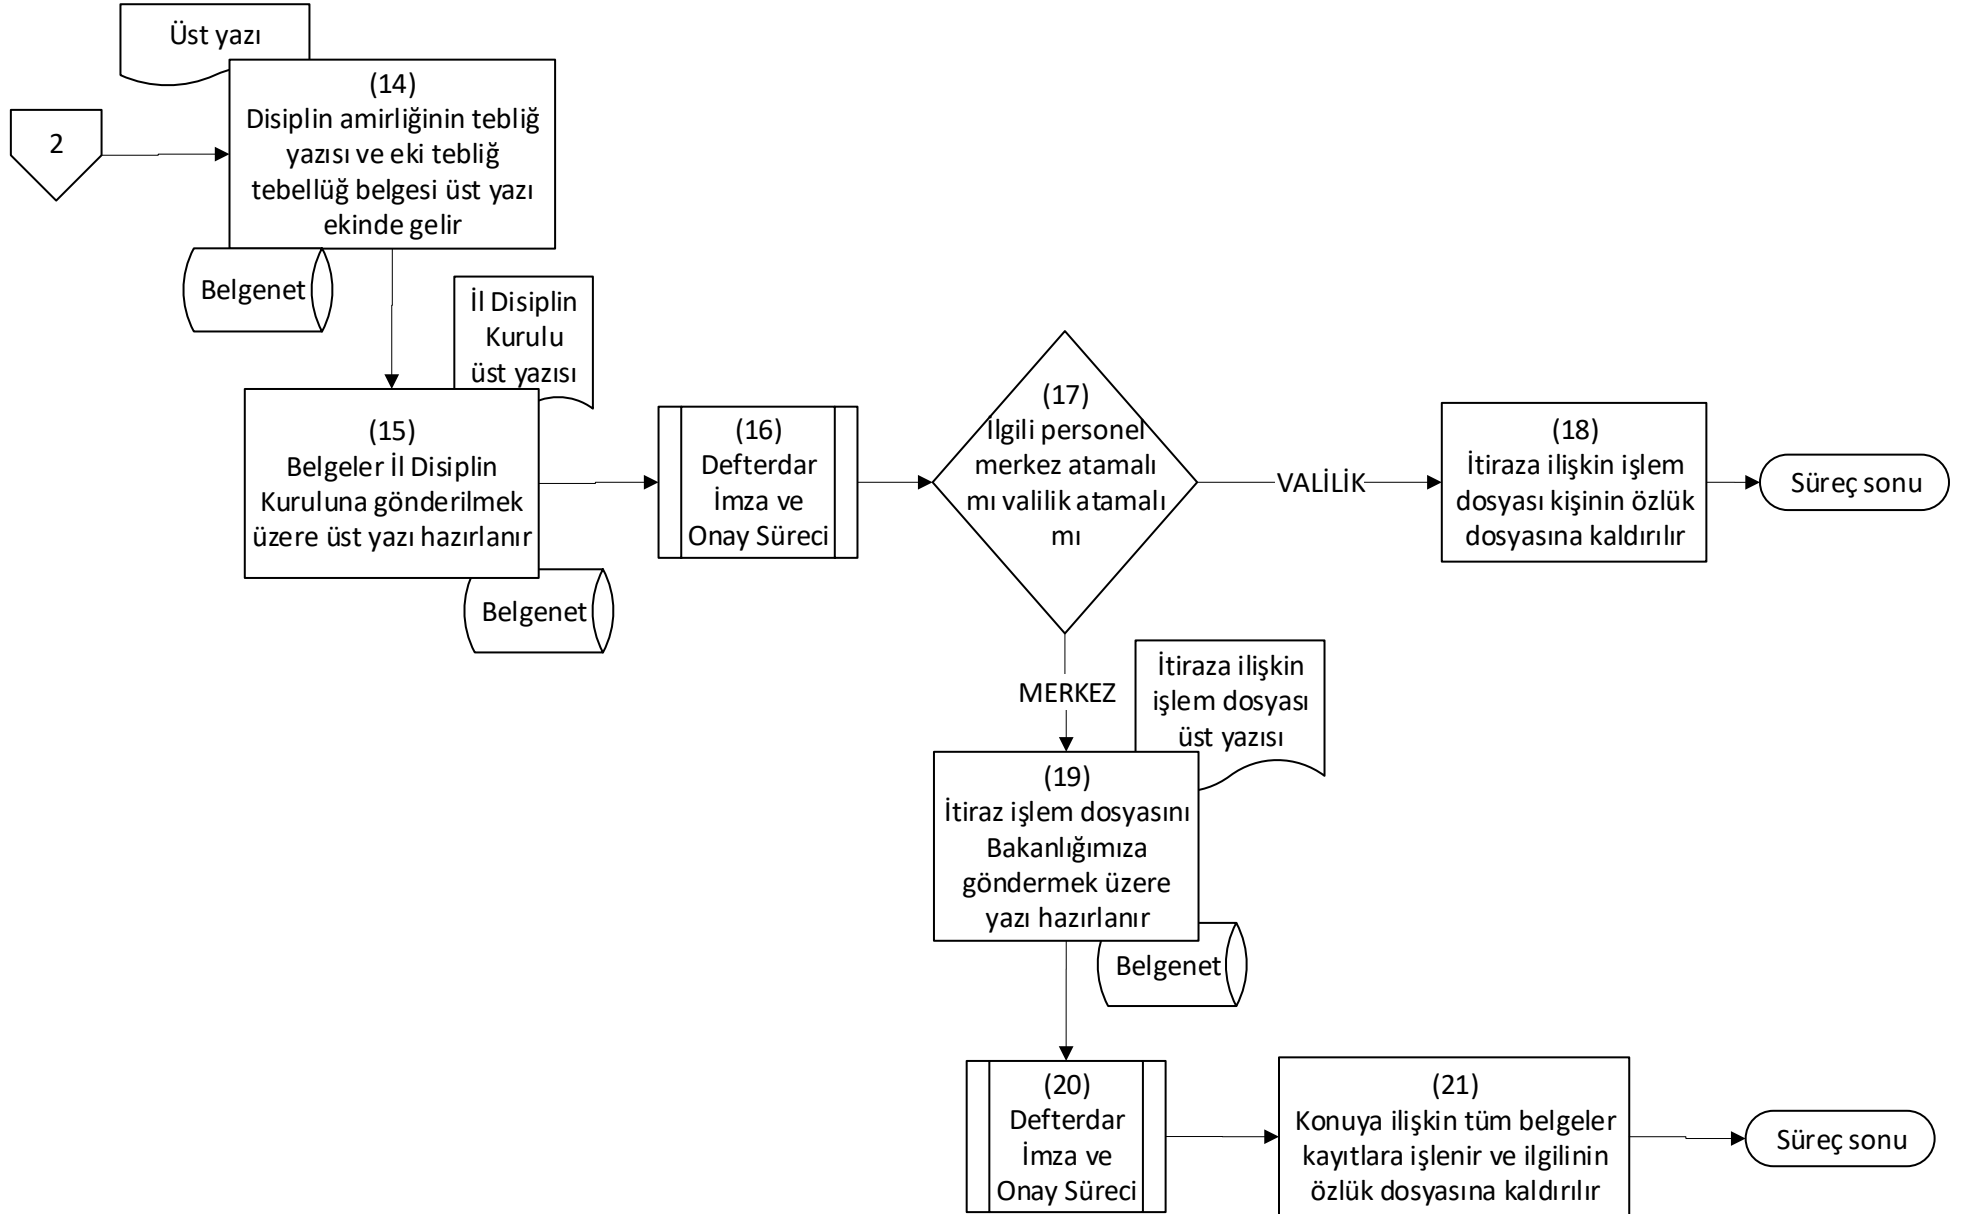 Üst yazı
2
(14)
Disiplin amirliğinin tebliğ
yazısı ve eki tebliğ
tebellüğ belgesi üst yazı
ekinde gelir
Belgenet
İl Disiplin
Kurulu
üst yazısı
(15)
Belgeler İl Disiplin
Kuruluna gönderilmek
üzere üst yazı hazırlanır
Belgenet
(16)
Defterdar
İmza ve
Onay Süreci
(17)
İlgili personel
merkez atamalı
mı valilik atamalı
mı
VALİLİK
(18)
İtiraza ilişkin işlem
dosyası kişinin özlük
dosyasına kaldırılır
Süreç sonu
MERKEZ
İtiraza ilişkin
işlem dosyası
üst yazısı
(19)
İtiraz işlem dosyasını
Bakanlığımıza
göndermek üzere
yazı hazırlanır
Belgenet
(20)
Defterdar
İmza ve
Onay Süreci
(21)
Konuya ilişkin tüm belgeler
kayıtlara işlenir ve ilgilinin
özlük dosyasına kaldırılır
Süreç sonu